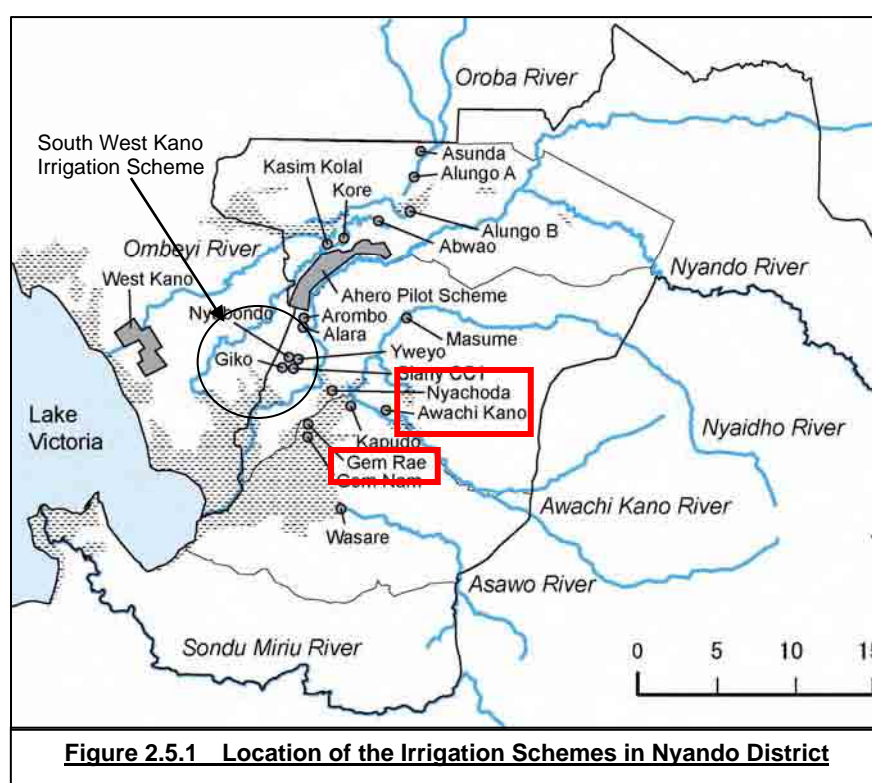 Oroba River
South West Kano
Irrigation Scheme
Asunda
Kasim Kolal
Alungo A
Kore
Alungo B
Ombeyi River
Abwao
Nyando River
West Kano
Ahero Pilot Scheme
Arombo
Masume
Alara
Yweyo
Giko
Nyachoda
Lake
Victoria
Awachi Kano
Nyaidho River
Kapudo
Gem Rae
Gem Nam
Awachi Kano River
Wasare
Asawo River
Sondu Miriu River
0 5 10
Figure 2.5.1 Location of the Irrigation Schemes in Nyando District